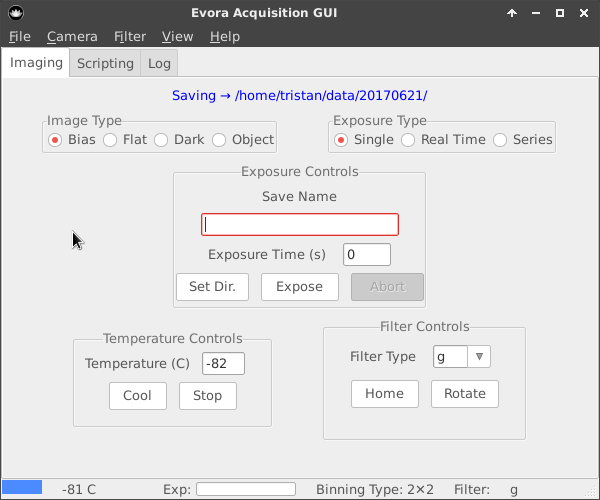 Evora Acquisition GUI
File Camera Filter View Help
Imaging Scripting Log
Saving → /home/tristan/data/20170621/
Image Type
Bias Flat Dark Object
Exposure Type
Single Real Time Series
Exposure Controls
Save Name
Exposure Time (s) 0
Set Dir. Expose Abort
Temperature Controls
Temperature (C) -82
Cool Stop
Filter Controls
Filter Type g
Home Rotate
-81 C Exp: Binning Type: 2×2 Filter: g